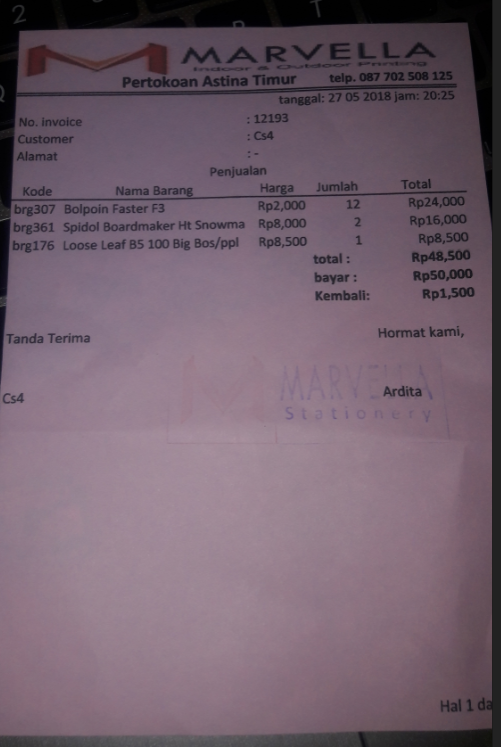 MARVELLA
Indoor & Outdoor Printing
Pertokoan Astina Timur telp. 087 702 508 125
tanggal: 27 05 2018 jam: 20:25
No. invoice : 12193
Customer : Cs4
Alamat : -
Penjualan
Kode Nama Barang Harga Jumlah Total
brg307 Bolpoin Faster F3 Rp2,000 12 Rp24,000
brg361 Spidol Boardmaker Ht Snowma Rp8,000 2 Rp16,000
brg176 Loose Leaf B5 100 Big Bos/ppl Rp8,500 1 Rp8,500
total : Rp48,500
bayar : Rp50,000
Kembali: Rp1,500
Tanda Terima Hormat kami,
MARVELLA
Cs4 Ardita
Stationery
Hal 1 da